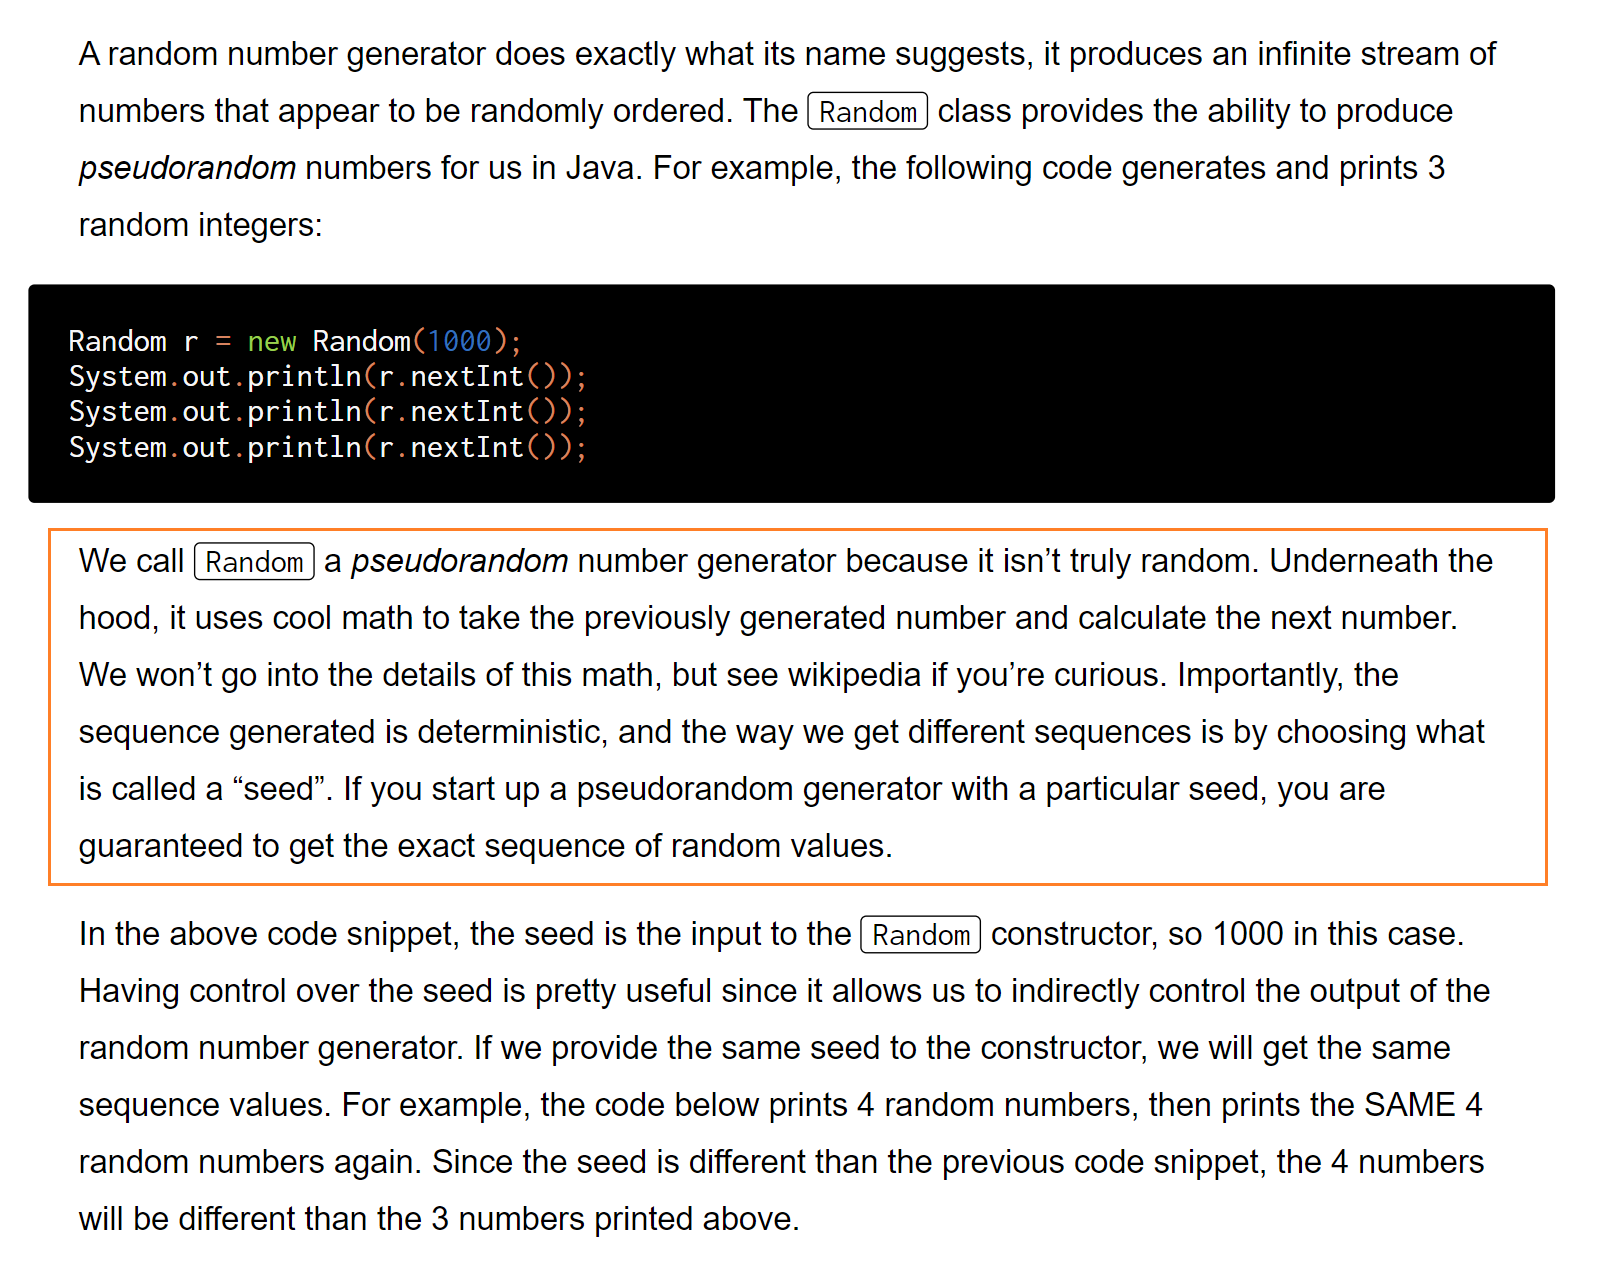 A random number generator does exactly what its name suggests, it produces an infinite stream of
numbers that appear to be randomly ordered. The Random class provides the ability to produce
pseudorandom numbers for us in Java. For example, the following code generates and prints 3
random integers:
Random r = new Random(1000);
System.out.println(r.nextInt());
System.out.println(r.nextInt());
System.out.println(r.nextInt());
We call Random a pseudorandom number generator because it isn’t truly random. Underneath the
hood, it uses cool math to take the previously generated number and calculate the next number.
We won’t go into the details of this math, but see wikipedia if you’re curious. Importantly, the
sequence generated is deterministic, and the way we get different sequences is by choosing what
is called a “seed”. If you start up a pseudorandom generator with a particular seed, you are
guaranteed to get the exact sequence of random values.
In the above code snippet, the seed is the input to the Random constructor, so 1000 in this case.
Having control over the seed is pretty useful since it allows us to indirectly control the output of the
random number generator. If we provide the same seed to the constructor, we will get the same
sequence values. For example, the code below prints 4 random numbers, then prints the SAME 4
random numbers again. Since the seed is different than the previous code snippet, the 4 numbers
will be different than the 3 numbers printed above.